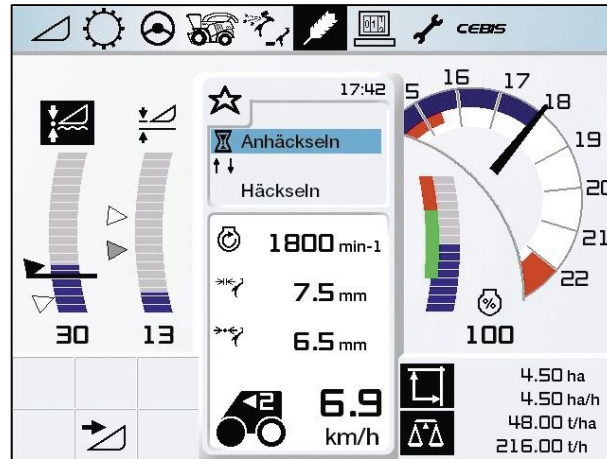 CEBIS
17:42
Anhäckseln
Häckseln
1800 min-1
7.5 mm
6.5 mm
2
6.9
km/h
30
13
5
16
17
18
19
20
21
22
%
100
4.50 ha
4.50 ha/h
48.00 t/ha
216.00 t/h